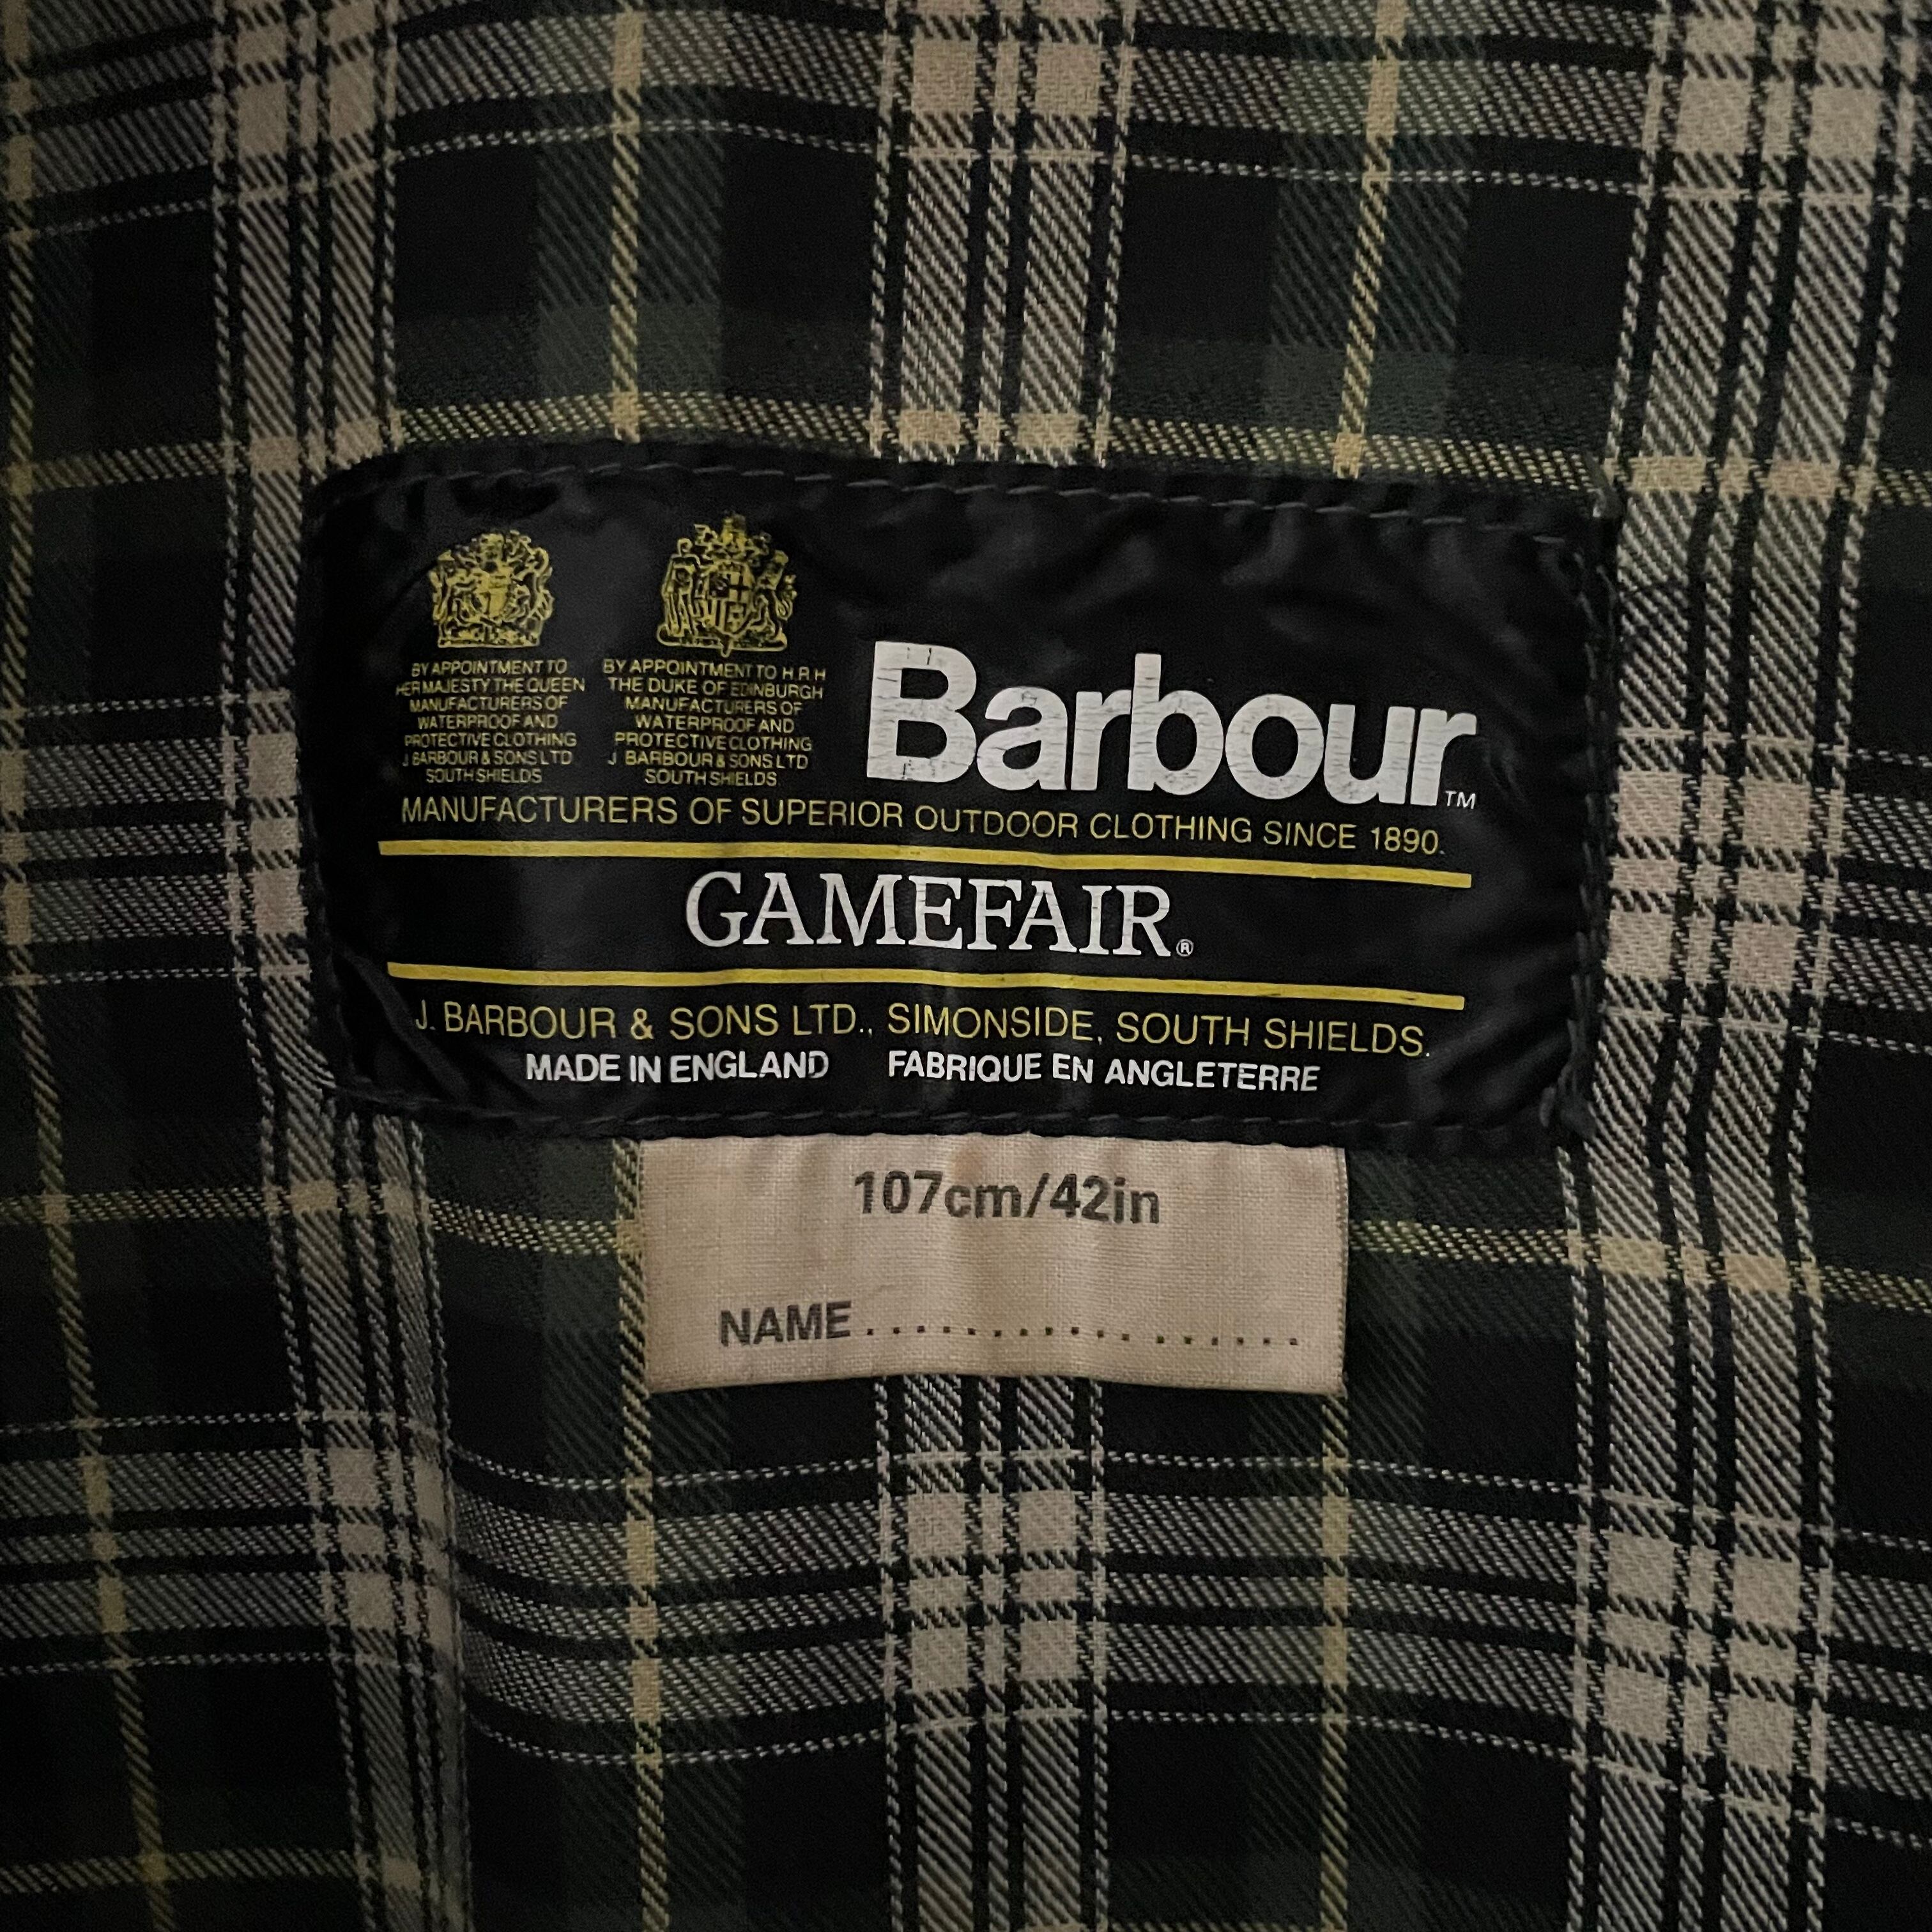 BY APPOINTMENT TO
HER MAJESTY THE QUEEN
MANUFACTURERS OF
WATERPROOF AND
PROTECTIVE CLOTHING
J BARBOUR & SONS LTD
SOUTH SHIELDS
BY APPOINTMENT TO H R H
THE DUKE OF EDINBURGH
MANUFACTURERS OF
WATERPROOF AND
PROTECTIVE CLOTHING
J BARBOUR & SONS LTD
SOUTH SHIELDS
Barbour™
MANUFACTURERS OF SUPERIOR OUTDOOR CLOTHING SINCE 1890.
GAMEFAIR®
J. BARBOUR & SONS LTD., SIMONSIDE, SOUTH SHIELDS.
MADE IN ENGLAND FABRIQUE EN ANGLETERRE
107cm/42in
NAME..................